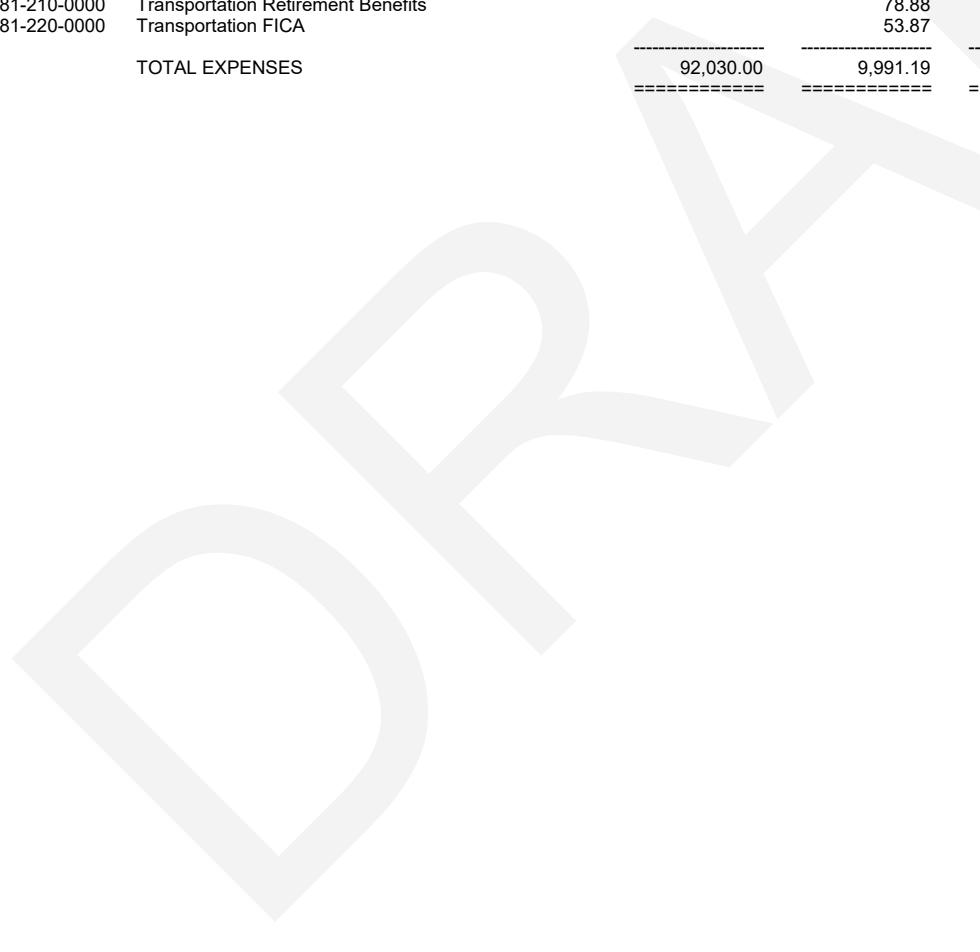 81-210-0000 Transportation Retirement Benefits 78.88
81-220-0000 Transportation FICA 53.87
--------------------- --------------------- --
TOTAL EXPENSES 92,030.00 9,991.19
============ ============ =
DRA